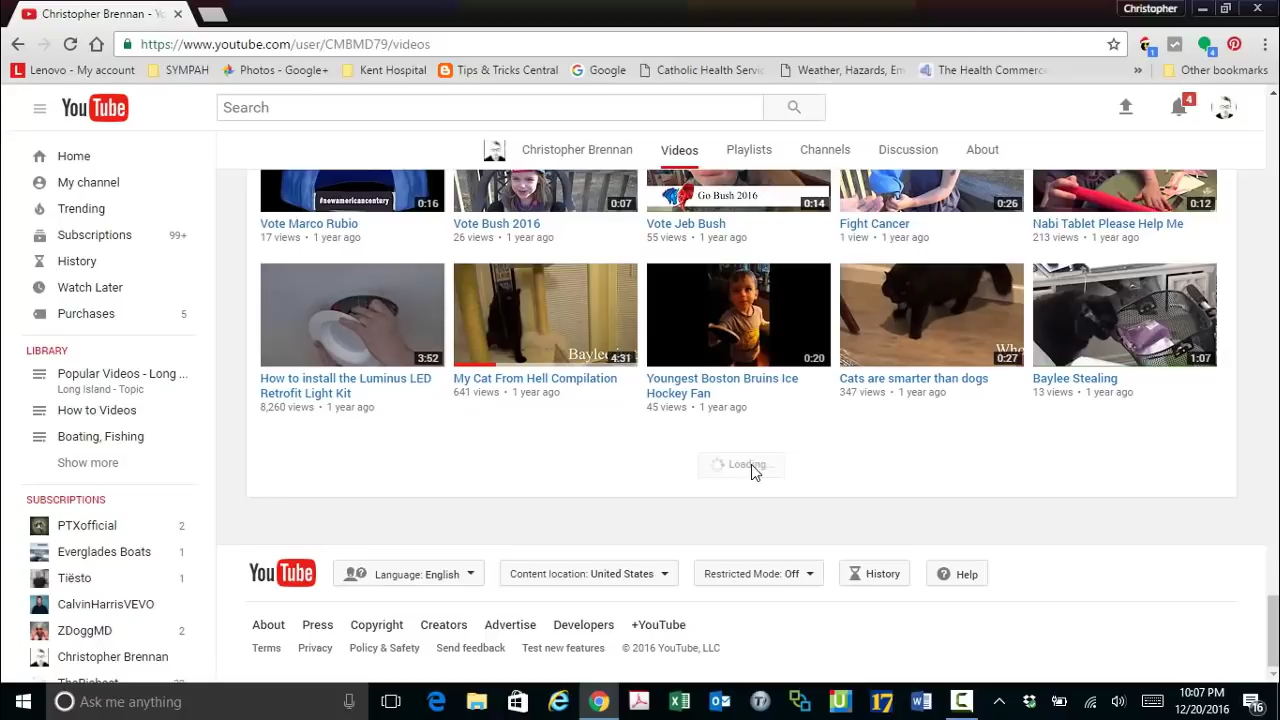 Christopher Brennan - Yo
Christopher
https://www.youtube.com/user/CMBMD79/videos
1
4
Lenovo - My account
SYMPAH
Photos - Google+
Kent Hospital
Tips & Tricks Central
Google
Catholic Health Servic
Weather, Hazards, Em
The Health Commerc
»
Other bookmarks
YouTube
Search
4
Christopher Brennan
Videos
Playlists
Channels
Discussion
About
Home
My channel
Trending
Subscriptions 99+
History
Watch Later
Purchases 5
LIBRARY
Popular Videos - Long ...
Long Island - Topic
How to Videos
Boating, Fishing
Show more
SUBSCRIPTIONS
PTXofficial 2
Everglades Boats 1
Tiësto 1
CalvinHarrisVEVO
ZDoggMD 2
Christopher Brennan
#newamericancentury
0:16
0:07
Go Bush 2016
0:14
0:26
0:12
Vote Marco Rubio
17 views • 1 year ago
Vote Bush 2016
26 views • 1 year ago
Vote Jeb Bush
55 views • 1 year ago
Fight Cancer
1 view • 1 year ago
Nabi Tablet Please Help Me
213 views • 1 year ago
3:52
4:31
0:20
0:27
1:07
How to install the Luminus LED
Retrofit Light Kit
8,260 views • 1 year ago
My Cat From Hell Compilation
641 views • 1 year ago
Youngest Boston Bruins Ice
Hockey Fan
45 views • 1 year ago
Cats are smarter than dogs
347 views • 1 year ago
Baylee Stealing
13 views • 1 year ago
Loading...
YouTube
Language: English
Content location: United States
Restricted Mode: Off
History
Help
About
Press
Copyright
Creators
Advertise
Developers
+YouTube
Terms
Privacy
Policy & Safety
Send feedback
Test new features
© 2016 YouTube, LLC
Ask me anything
17
10:07 PM
12/20/2016
16